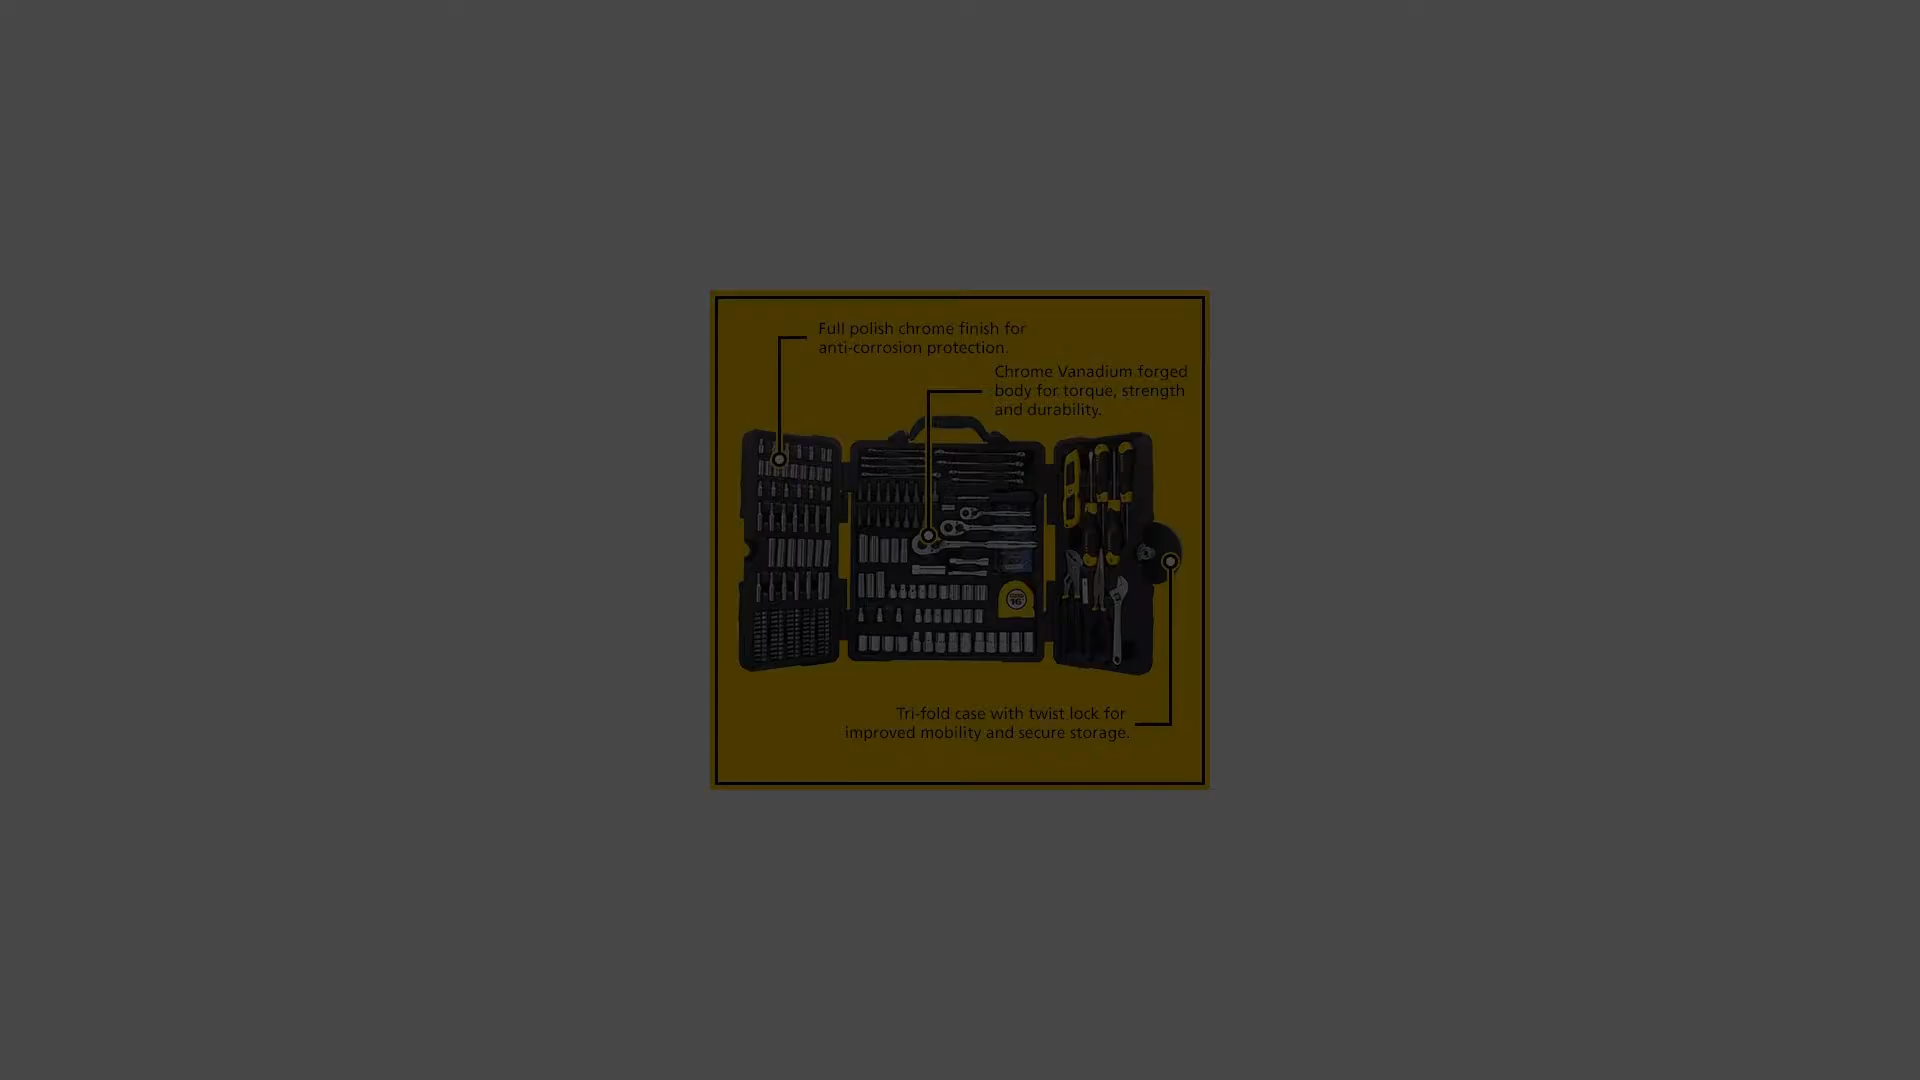 Full polish chrome finish for
anti-corrosion protection.
Chrome Vanadium forged
body for torque, strength
and durability.
16'
Tri-fold case with twist lock for
improved mobility and secure storage.